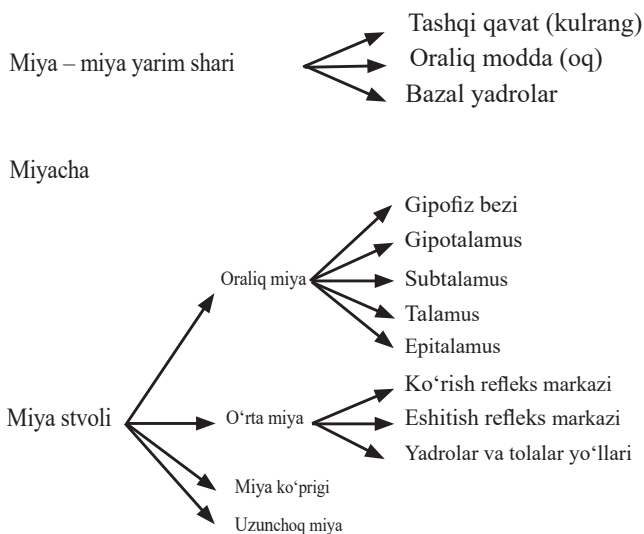 Miya – miya yarim shari
Tashqi qavat (kulrang)
Oraliq modda (oq)
Bazal yadrolar
Miyacha
Miya stvoli
Oraliq miya
Gipofiz bezi
Gipotalamus
Subtalamus
Talamus
Epitalamus
O‘rta miya
Ko‘rish refleks markazi
Eshitish refleks markazi
Yadrolar va tolalar yo‘llari
Miya ko‘prigi
Uzunchoq miya